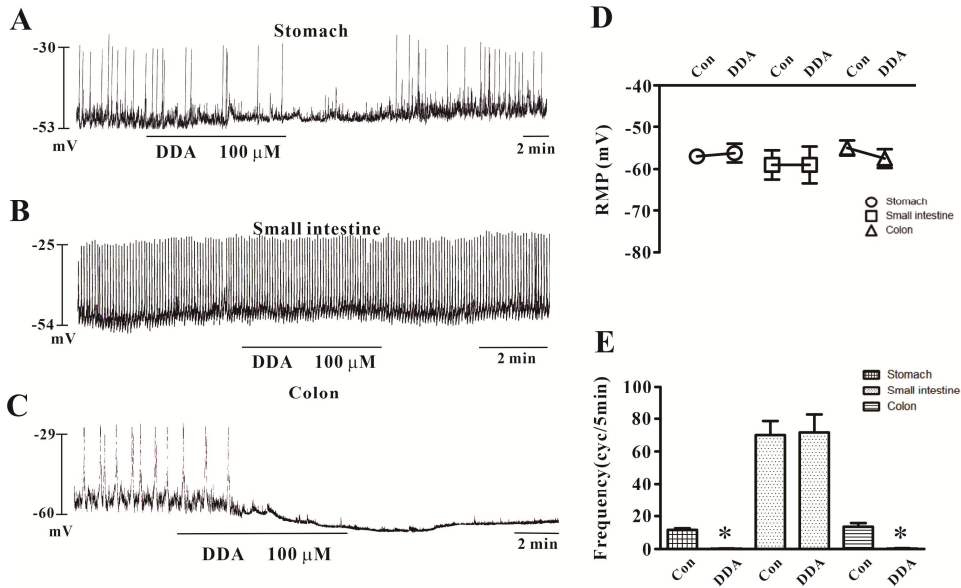 A
Stomach
-30
-53
mV
DDA 100 μM
2 min
B
Small intestine
-25
-54
mV
DDA 100 μM
2 min
Colon
C
-29
-60
mV
DDA 100 μM
2 min
D
Con DDA Con DDA Con DDA
-40
-50
-60
-70
-80
RMP (mV)
Stomach
Small intestine
Colon
E
Stomach
Small intestine
Colon
100
80
60
40
20
0
Frequency(cyc/5min)
* *
Con DDA Con DDA Con DDA